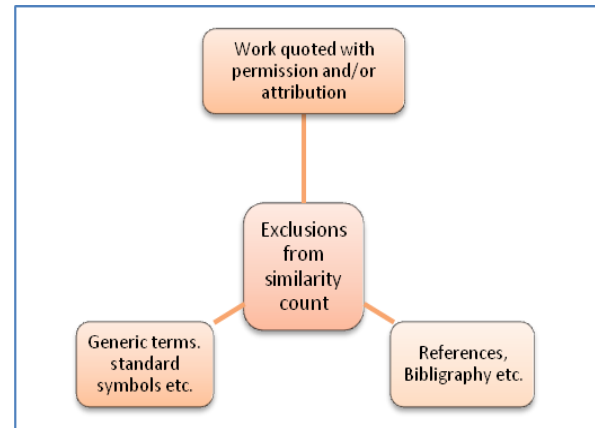 Work quoted with
permission and/or
attribution
Exclusions
from
similarity
count
Generic terms.
standard
symbols etc.
References,
Bibligraphy etc.